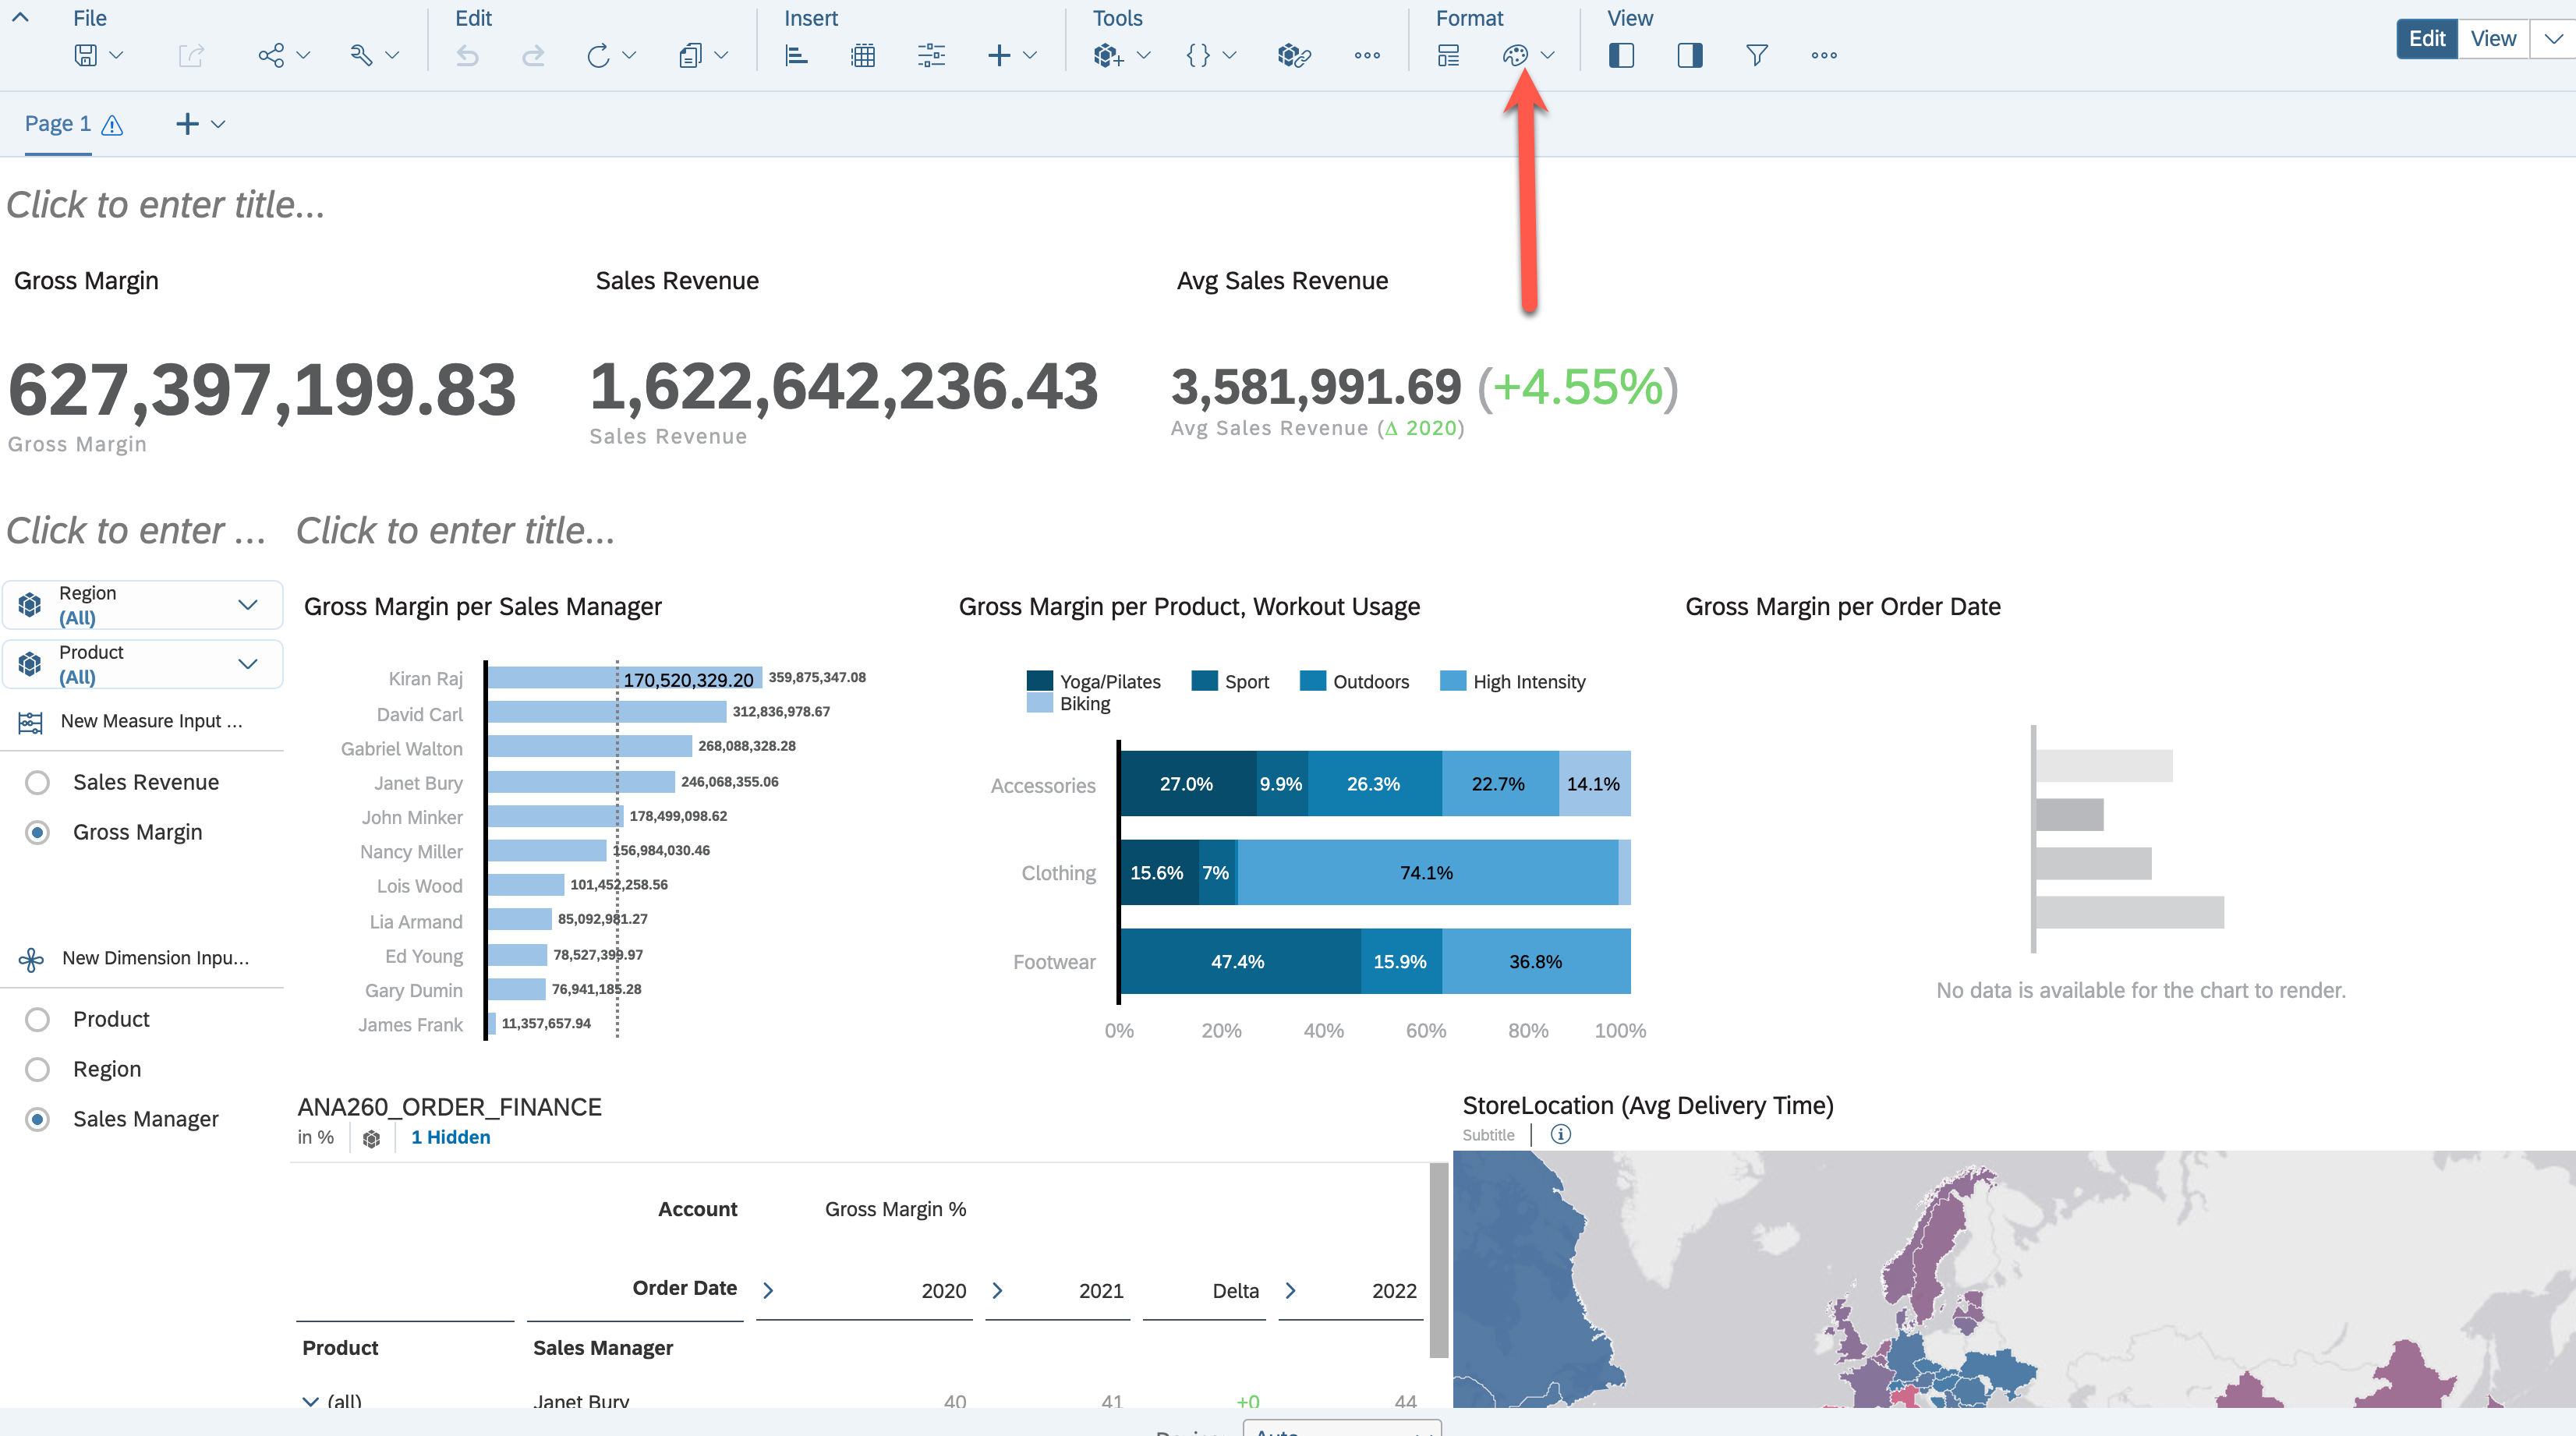 File Edit Insert Tools Format View
Edit View
Page 1
Click to enter title...
Gross Margin Sales Revenue Avg Sales Revenue
627,397,199.83 1,622,642,236.43 3,581,991.69 (+4.55%)
Gross Margin Sales Revenue Avg Sales Revenue (Δ 2020)
Click to enter ... Click to enter title...
Region
(All)
Product
(All)
New Measure Input ...
Sales Revenue
Gross Margin
New Dimension Inpu...
Product
Region
Sales Manager
Gross Margin per Sales Manager
Kiran Raj 170,520,329.20 359,875,347.08
David Carl 312,836,978.67
Gabriel Walton 268,088,328.28
Janet Bury 246,068,355.06
John Minker 178,499,098.62
Nancy Miller 156,984,030.46
Lois Wood 101,452,258.56
Lia Armand 85,092,981.27
Ed Young 78,527,399.97
Gary Dumin 76,941,185.28
James Frank 11,357,657.94
Gross Margin per Product, Workout Usage
Yoga/Pilates Sport Outdoors High Intensity
Biking
Accessories 27.0% 9.9% 26.3% 22.7% 14.1%
Clothing 15.6% 7% 74.1%
Footwear 47.4% 15.9% 36.8%
0% 20% 40% 60% 80% 100%
Gross Margin per Order Date
No data is available for the chart to render.
ANA260_ORDER_FINANCE
in % 1 Hidden
Account Gross Margin %
Order Date 2020 2021 Delta 2022
Product Sales Manager
(all) Janet Bury 40 41 +0 44
StoreLocation (Avg Delivery Time)
Subtitle
Auto